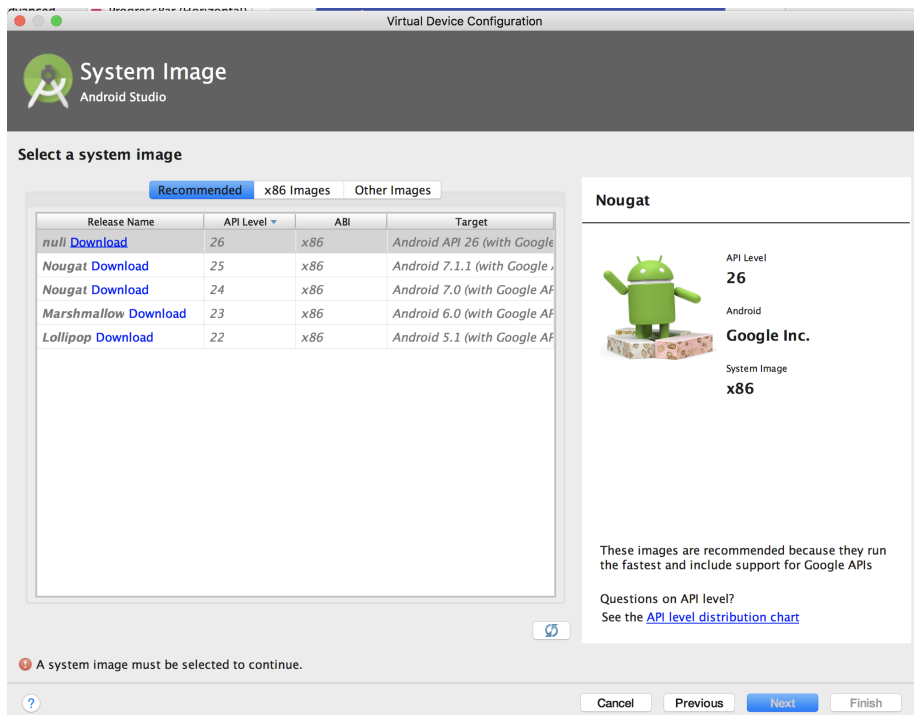 Virtual Device Configuration
System Image
Android Studio
Select a system image
Recommended x86 Images Other Images
Release Name API Level ABI Target
null Download 26 x86 Android API 26 (with Google
Nougat Download 25 x86 Android 7.1.1 (with Google
Nougat Download 24 x86 Android 7.0 (with Google AP
Marshmallow Download 23 x86 Android 6.0 (with Google AP
Lollipop Download 22 x86 Android 5.1 (with Google AP
Nougat
API Level
26
Android
Google Inc.
System Image
x86
These images are recommended because they run
the fastest and include support for Google APIs
Questions on API level?
See the API level distribution chart
A system image must be selected to continue.
? Cancel Previous Next Finish